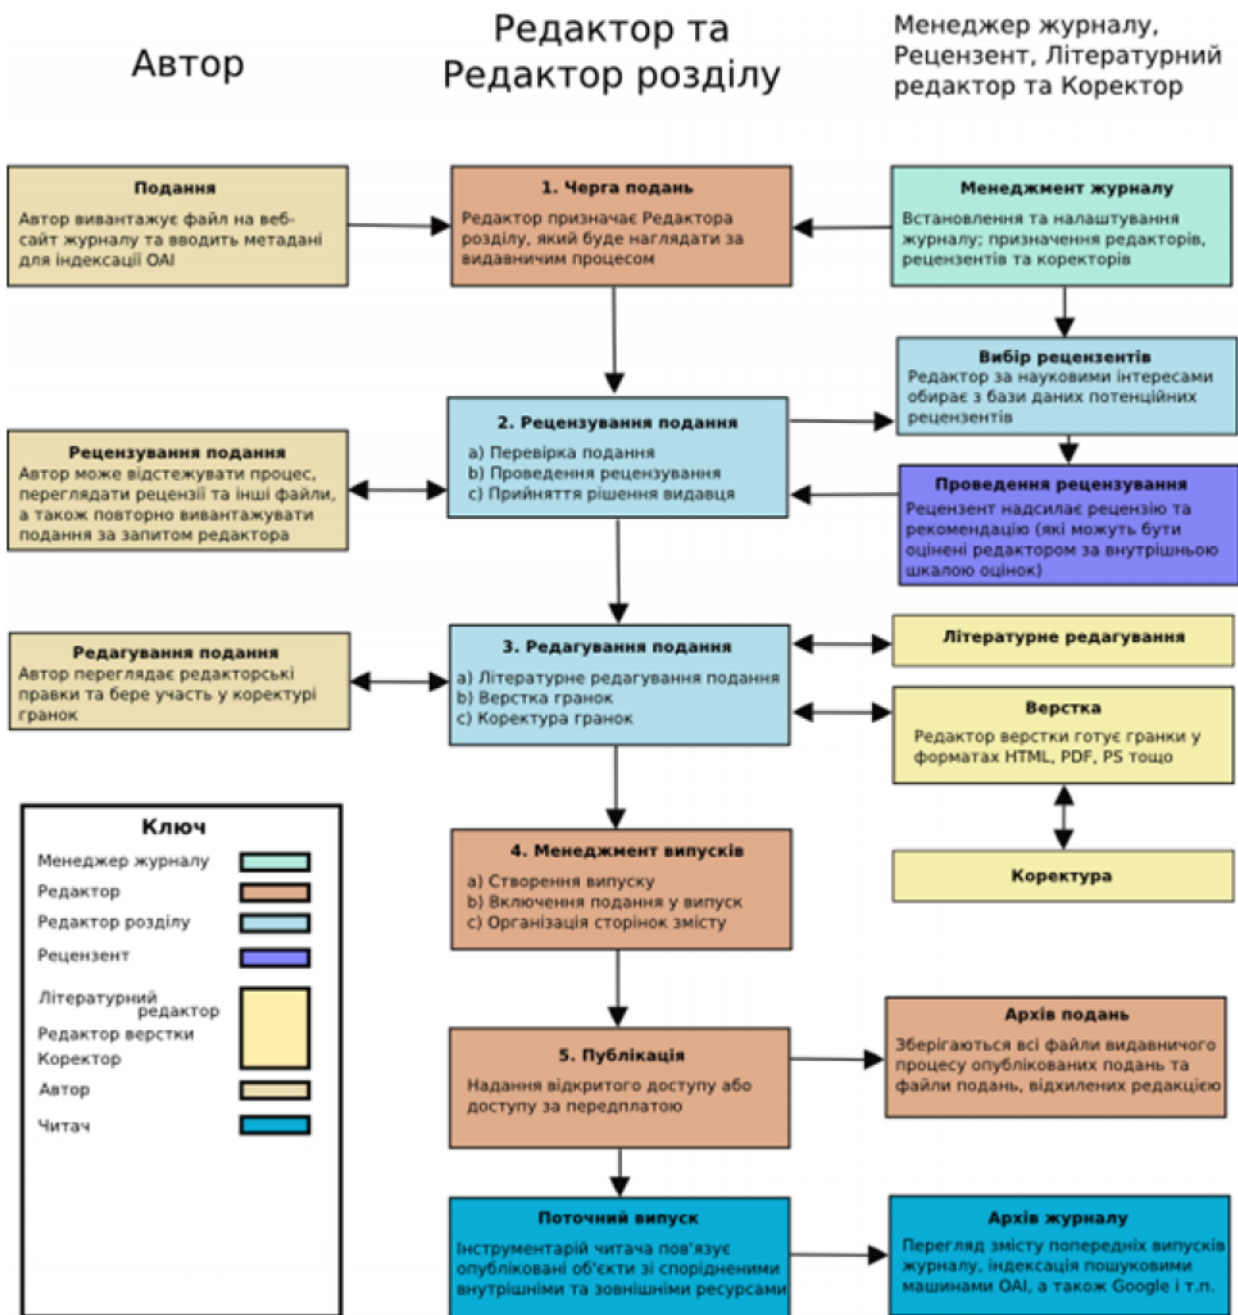 Автор
Редактор та
Редактор розділу
Менеджер журналу,
Рецензент, Літературний
редактор та Коректор
Подання
Автор вивантажує файл на веб-
сайт журналу та вводить метадані
для індексації OAI
1. Черга подань
Редактор призначає Редактора
розділу, який буде наглядати за
видавничим процесом
Менеджмент журналу
Встановлення та налаштування
журналу; призначення редакторів,
рецензентів та коректорів
Вибір рецензентів
Редактор за науковими інтересами
обирає з бази даних потенційних
рецензентів
2. Рецензування подання
a) Перевірка подання
b) Проведення рецензування
c) Прийняття рішення видавця
Рецензування подання
Автор може відстежувати процес,
переглядати рецензії та інші файли,
а також повторно вивантажувати
подання за запитом редактора
Проведення рецензування
Рецензент надсилає рецензію та
рекомендацію (які можуть бути
оцінені редактором за внутрішньою
шкалою оцінок)
Редагування подання
Автор переглядає редакторські
правки та бере участь у коректурі
гранок
3. Редагування подання
a) Літературне редагування подання
b) Верстка гранок
c) Коректура гранок
Літературне редагування
Верстка
Редактор верстки готує гранки у
форматах HTML, PDF, PS тощо
Коректура
4. Менеджмент випусків
a) Створення випуску
b) Включення подання у випуск
c) Організація сторінок змісту
5. Публікація
Надання відкритого доступу або
доступу за передплатою
Архів подань
Зберігаються всі файли видавничого
процесу опублікованих подань та
файли подань, відхилених редакцією
Поточний випуск
Інструментарій читача пов'язує
опубліковані об'єкти зі спорідненими
внутрішніми та зовнішніми ресурсами
Архів журналу
Перегляд змісту попередніх випусків
журналу, індексація пошуковими
машинами OAI, а також Google і т.п.
Ключ
Менеджер журналу
Редактор
Редактор розділу
Рецензент
Літературний
редактор
Редактор верстки
Коректор
Автор
Читач